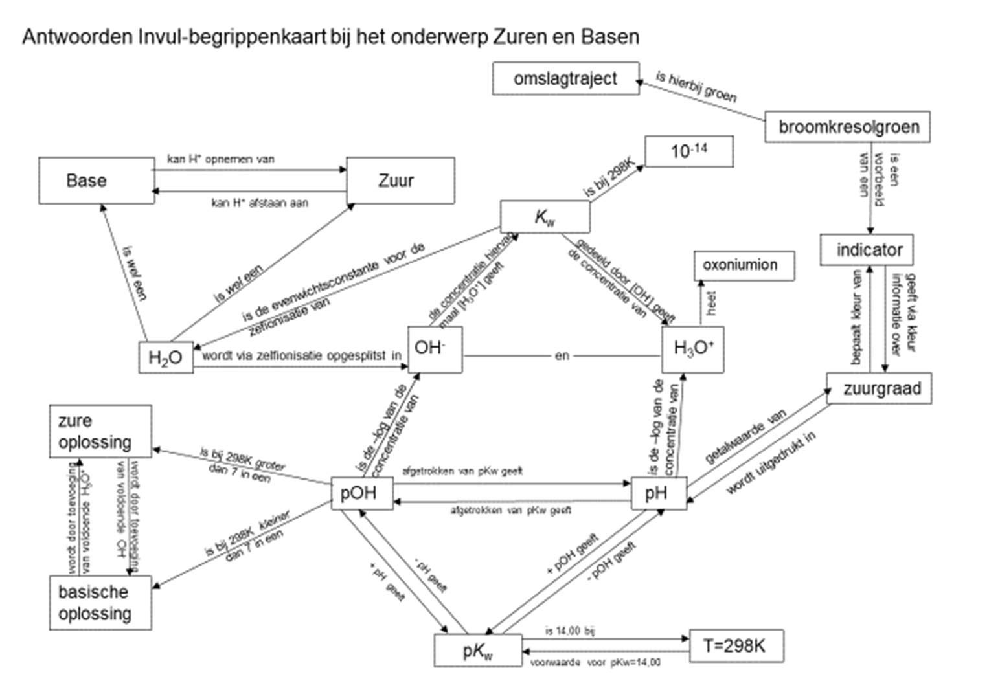 Antwoorden Invul-begrippenkaart bij het onderwerp Zuren en Basen
omslagtraject
is hierbij groen
broomkresolgroen
is een
voorbeeld
van een
10⁻¹⁴
is bij 298K
Base
kan H⁺ opnemen van
Zuur
kan H⁺ afstaan aan
Kw
indicator
oxoniumion
heet
is wel een
is wel een
is de evenwichtsconstante voor de
zelfionisatie van
de concentratie hiervan
maal [H₃O⁺] geeft
gedeeld door [OH⁻] geeft
de concentratie van
bepaalt kleur van
geeft via kleur
informatie over
H₂O
wordt via zelfionisatie opgesplitst in
OH⁻
en
H₃O⁺
zuurgraad
zure
oplossing
is de –log van de
concentratie van
is de –log van de
concentratie van
getalwaarde van
wordt uitgedrukt in
is bij 298K groter
dan 7 in een
wordt door toevoeging
van voldoende H₃O⁺
wordt door toevoeging
van voldoende OH⁻
afgetrokken van pKw geeft
pOH
pH
afgetrokken van pKw geeft
is bij 298K kleiner
dan 7 in een
+ pH geeft
- pH geeft
+ pOH geeft
- pOH geeft
basische
oplossing
pKw
is 14,00 bij
T=298K
voorwaarde voor pKw=14,00